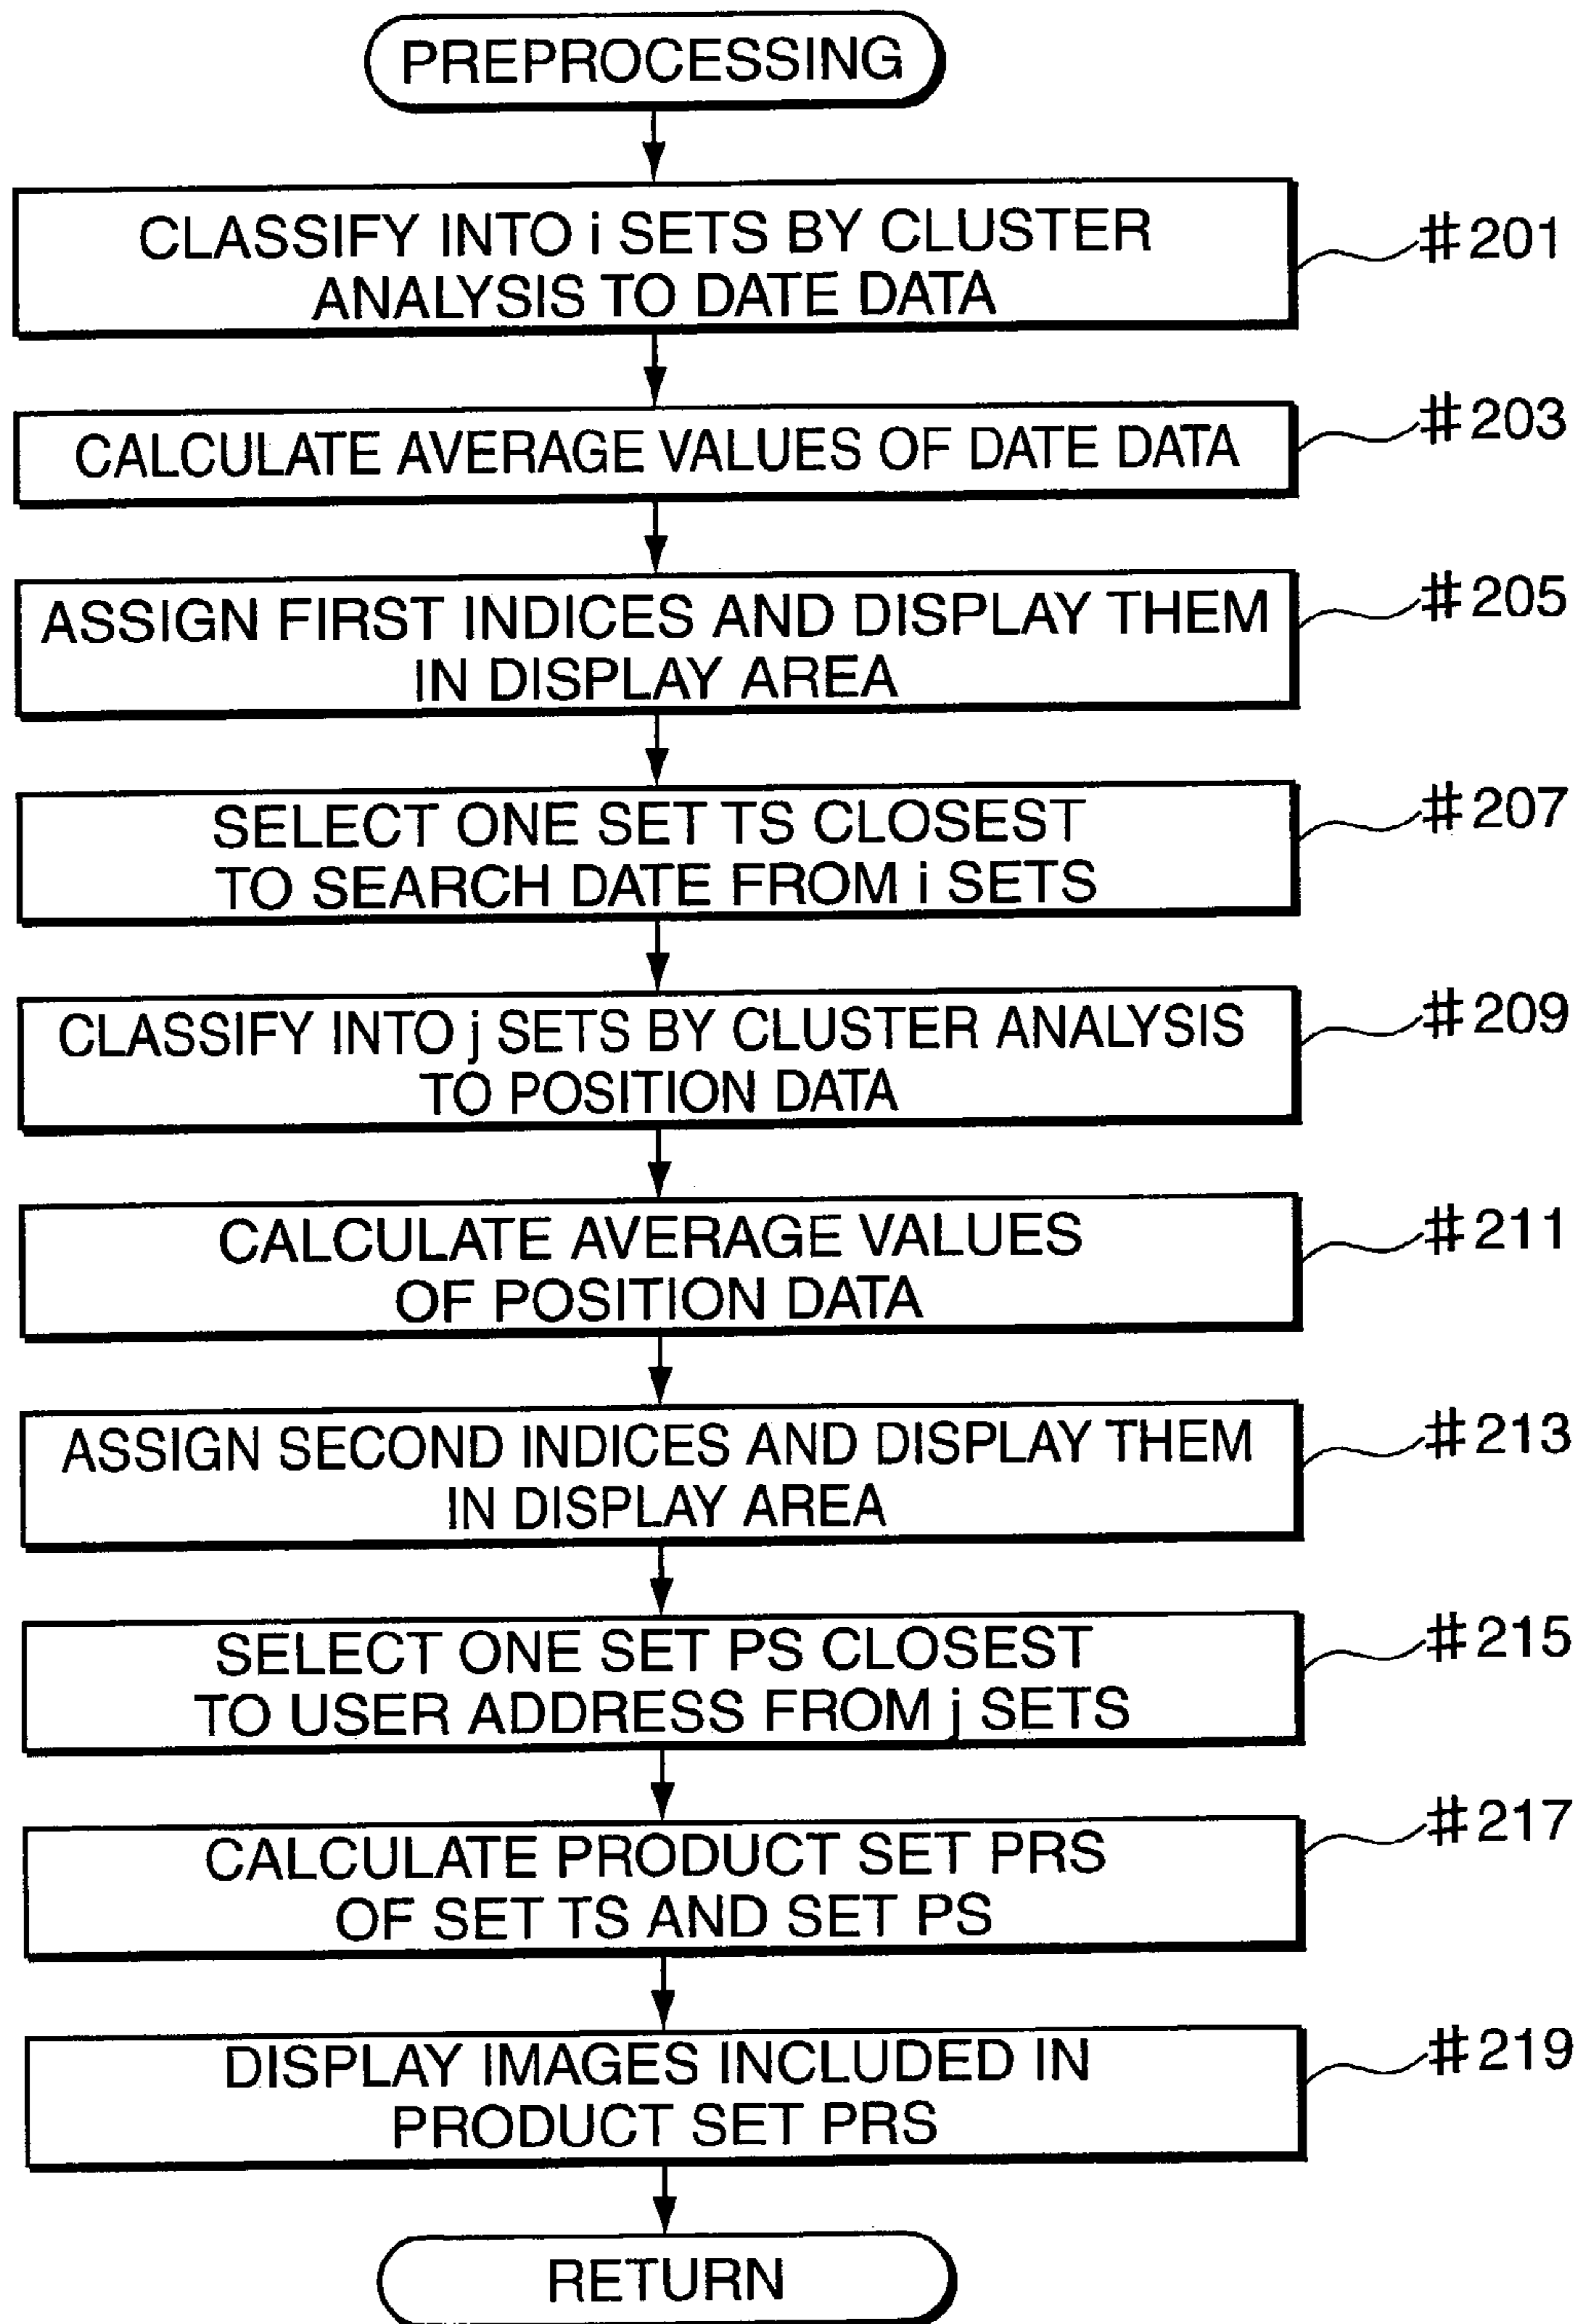 PREPROCESSING
CLASSIFY INTO i SETS BY CLUSTER
ANALYSIS TO DATE DATA
#201
CALCULATE AVERAGE VALUES OF DATE DATA
#203
ASSIGN FIRST INDICES AND DISPLAY THEM
IN DISPLAY AREA
#205
SELECT ONE SET TS CLOSEST
TO SEARCH DATE FROM i SETS
#207
CLASSIFY INTO j SETS BY CLUSTER ANALYSIS
TO POSITION DATA
#209
CALCULATE AVERAGE VALUES
OF POSITION DATA
#211
ASSIGN SECOND INDICES AND DISPLAY THEM
IN DISPLAY AREA
#213
SELECT ONE SET PS CLOSEST
TO USER ADDRESS FROM j SETS
#215
CALCULATE PRODUCT SET PRS
OF SET TS AND SET PS
#217
DISPLAY IMAGES INCLUDED IN
PRODUCT SET PRS
#219
RETURN